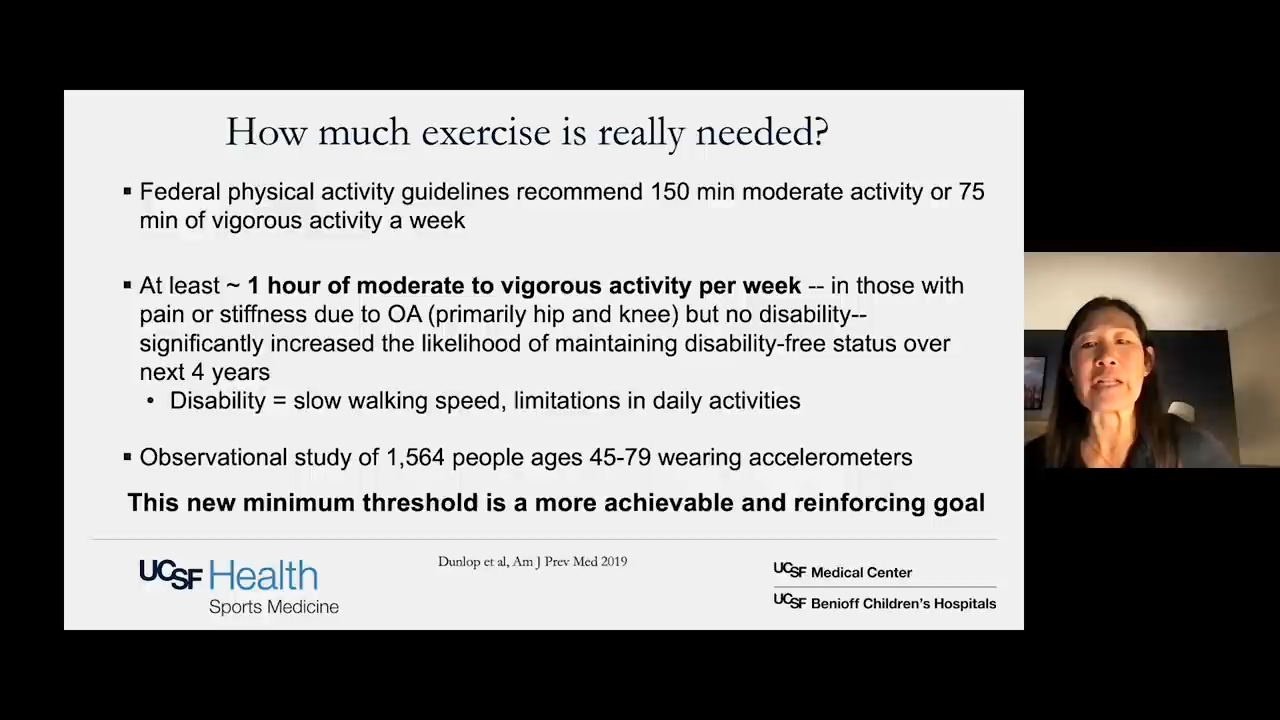 How much exercise is really needed?
▪ Federal physical activity guidelines recommend 150 min moderate activity or 75
min of vigorous activity a week
▪ At least ~ 1 hour of moderate to vigorous activity per week -- in those with
pain or stiffness due to OA (primarily hip and knee) but no disability--
significantly increased the likelihood of maintaining disability-free status over
next 4 years
• Disability = slow walking speed, limitations in daily activities
▪ Observational study of 1,564 people ages 45-79 wearing accelerometers
This new minimum threshold is a more achievable and reinforcing goal
UCSF Health
Sports Medicine
Dunlop et al, Am J Prev Med 2019
UCSF Medical Center
UCSF Benioff Children's Hospitals